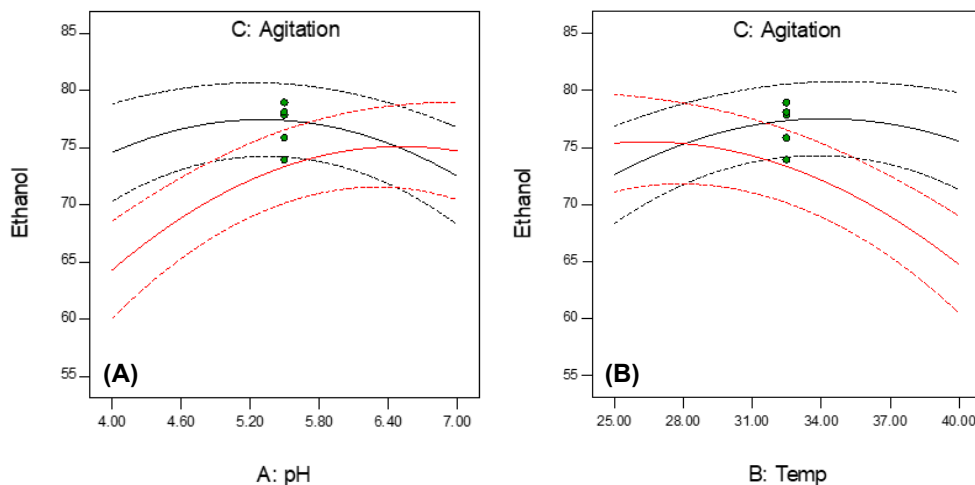 C: Agitation
85
80
75
70
65
60
55
Ethanol
(A)
4.00 4.60 5.20 5.80 6.40 7.00
A: pH
C: Agitation
85
80
75
70
65
60
55
Ethanol
(B)
25.00 28.00 31.00 34.00 37.00 40.00
B: Temp